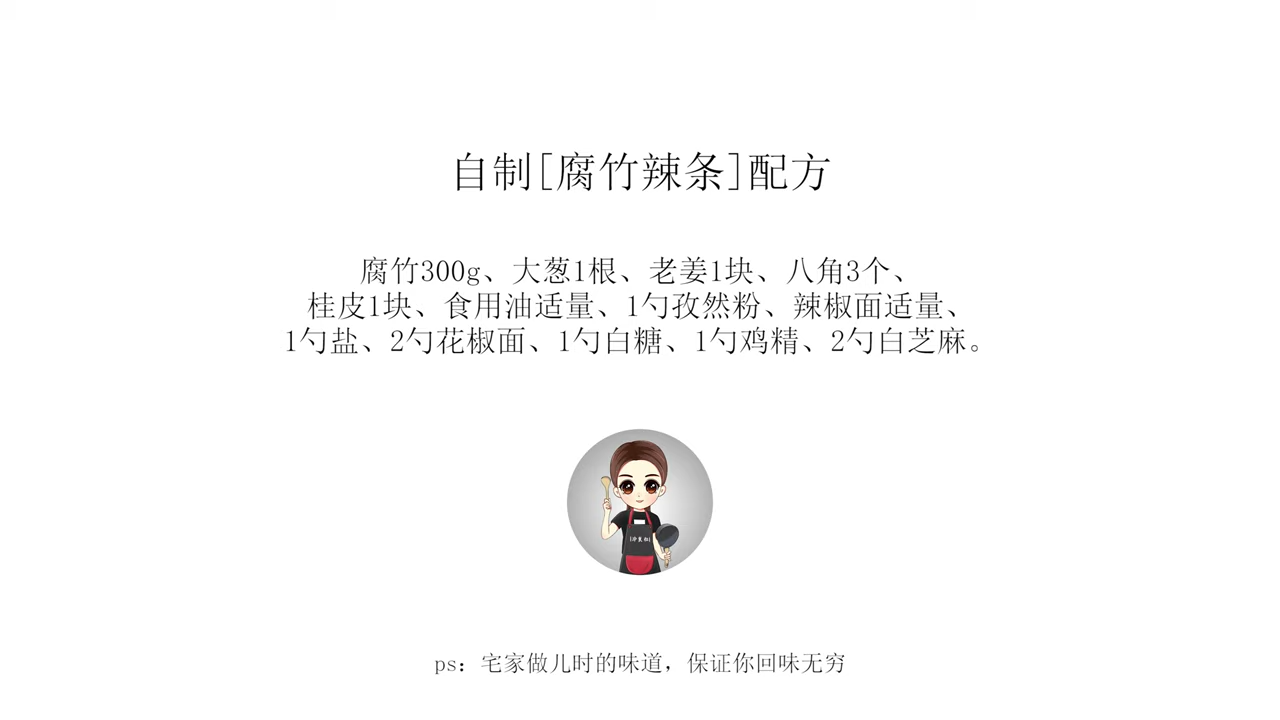 自制[腐竹辣条]配方
腐竹300g、大葱1根、老姜1块、八角3个、
桂皮1块、食用油适量、1勺孜然粉、辣椒面适量、
1勺盐、2勺花椒面、1勺白糖、1勺鸡精、2勺白芝麻。
ps：宅家做儿时的味道，保证你回味无穷